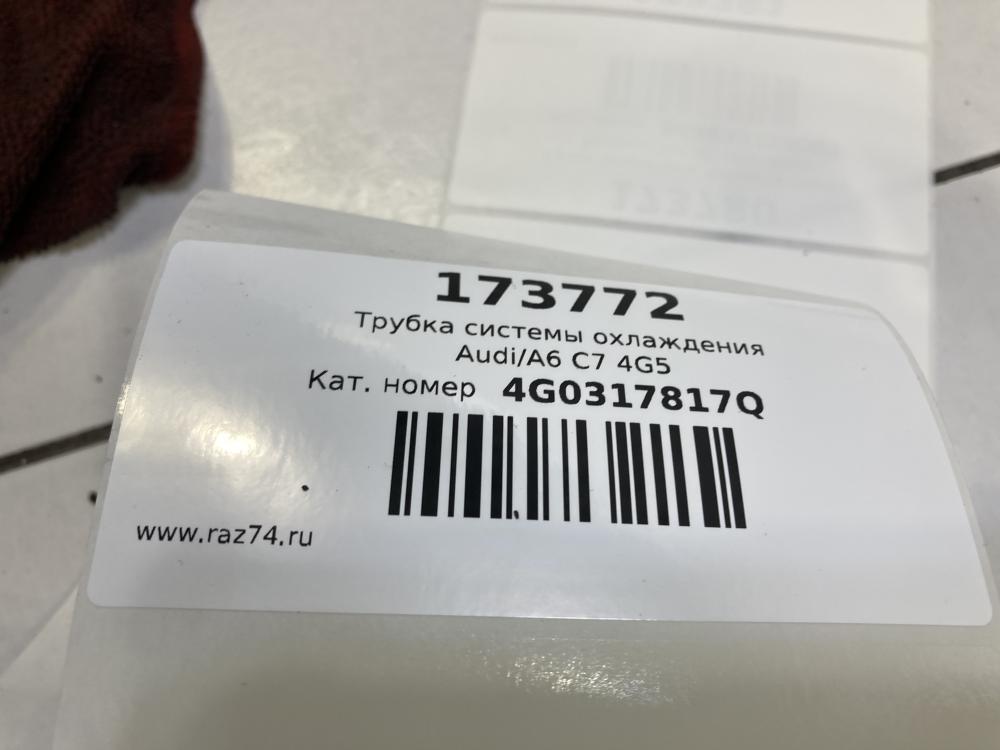 173772
Трубка системы охлаждения
Audi/A6 C7 4G5
Кат. номер 4G0317817Q
www.raz74.ru